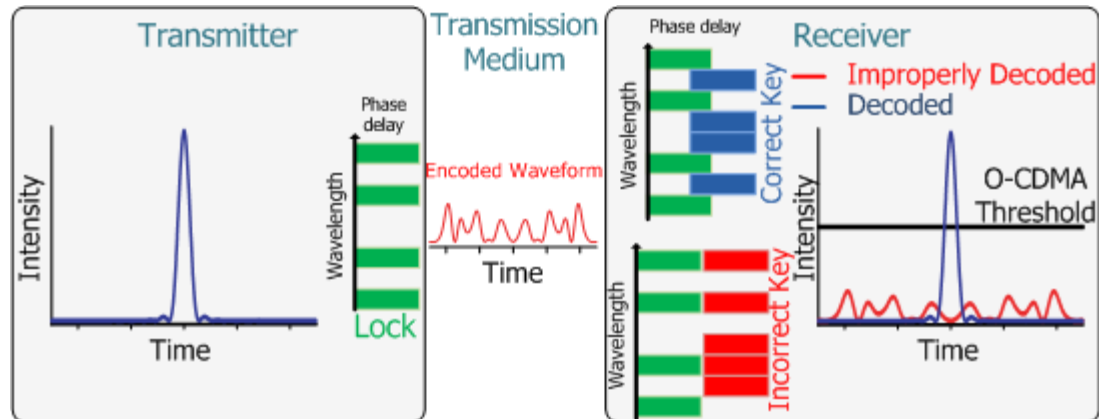 Transmitter
Intensity
Time
Phase
delay
Wavelength
Lock
Transmission
Medium
Encoded Waveform
Time
Receiver
Phase delay
Wavelength
Correct Key
Wavelength
Incorrect Key
Improperly Decoded
Decoded
O-CDMA
Threshold
Intensity
Time